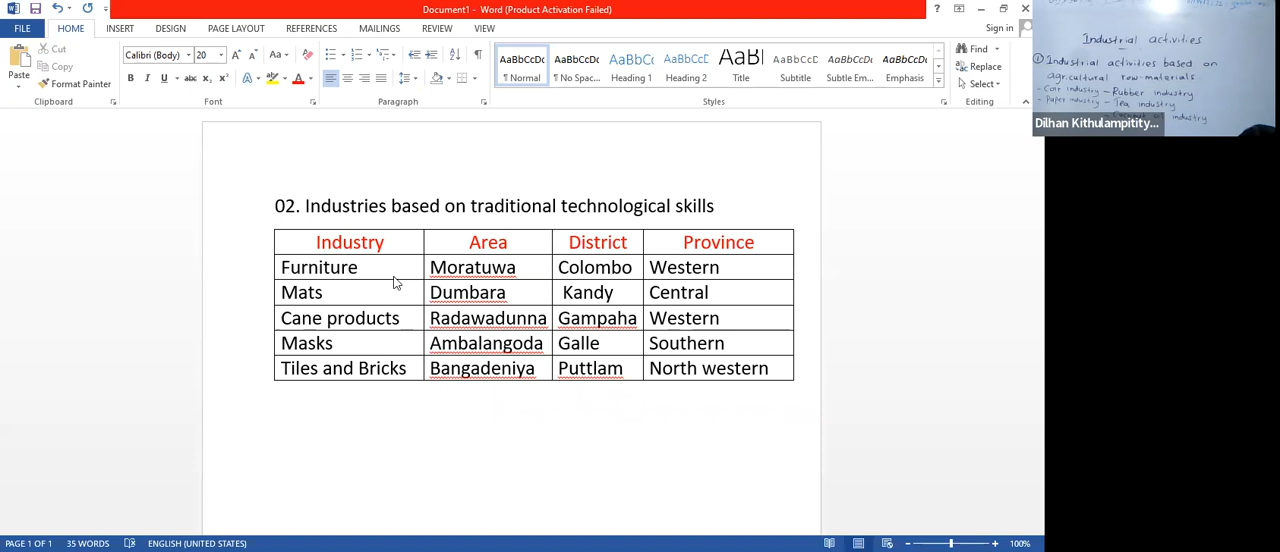 Document1 - Word (Product Activation Failed)
Sign in
FILE HOME INSERT DESIGN PAGE LAYOUT REFERENCES MAILINGS REVIEW VIEW
Paste
Cut
Copy
Format Painter
Clipboard
Calibri (Body) 20
Font
Paragraph
AaBbCcDc AaBbCcDc AaBbCc AaBbCcC AaBl AaBbCcC AaBbCcDc AaBbCcDc
¶ Normal ¶ No Spac... Heading 1 Heading 2 Title Subtitle Subtle Em... Emphasis
Styles
Find
Replace
Select
Editing
Industrial activities
① Industrial activities based on
agricultural raw-materials
- Coir industry - Rubber industry
- Paper industry - Tea industry
industry
Dilhan Kithulampitity...
02. Industries based on traditional technological skills
Industry Area District Province
Furniture Moratuwa Colombo Western
Mats Dumbara Kandy Central
Cane products Radawadunna Gampaha Western
Masks Ambalangoda Galle Southern
Tiles and Bricks Bangadeniya Puttlam North western
PAGE 1 OF 1 35 WORDS ENGLISH (UNITED STATES) 100%